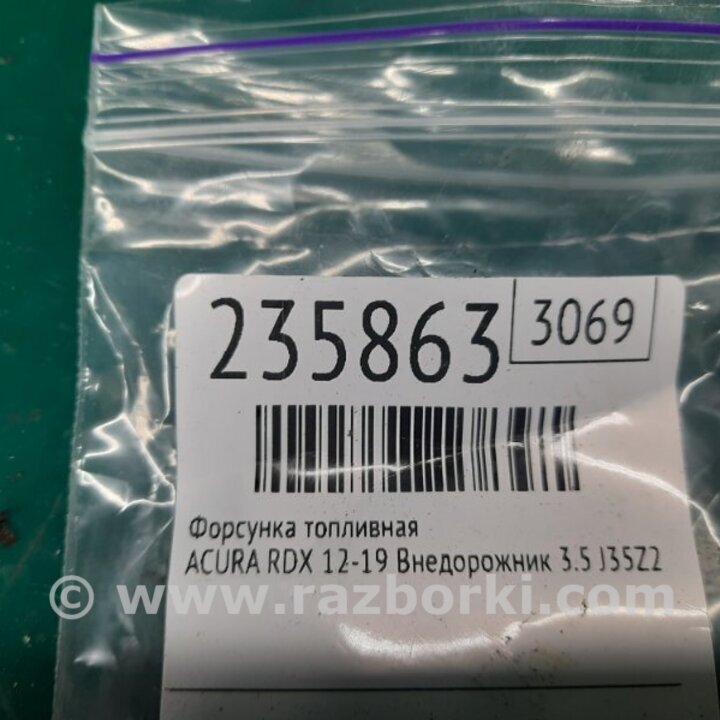 235863 3069
Форсунка топливная
ACURA RDX 12-19 Внедорожник 3.5 J35Z2
© www.razborki.com